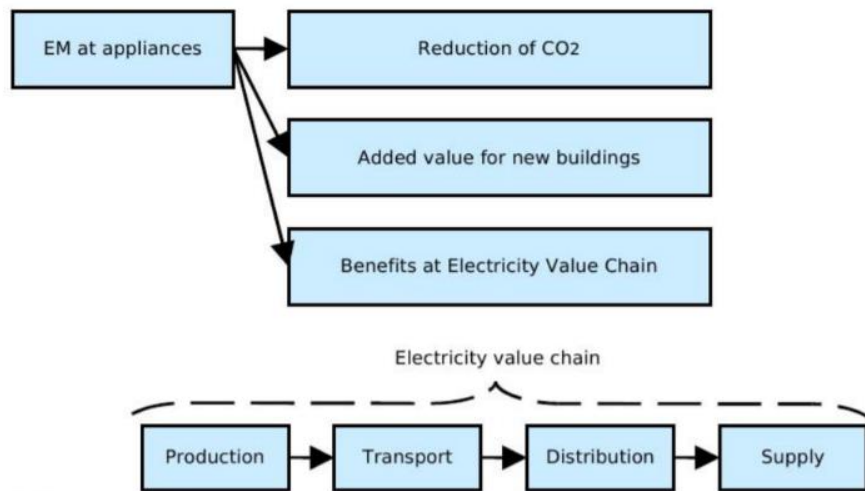 EM at appliances
Reduction of CO2
Added value for new buildings
Benefits at Electricity Value Chain
Electricity value chain
Production
Transport
Distribution
Supply